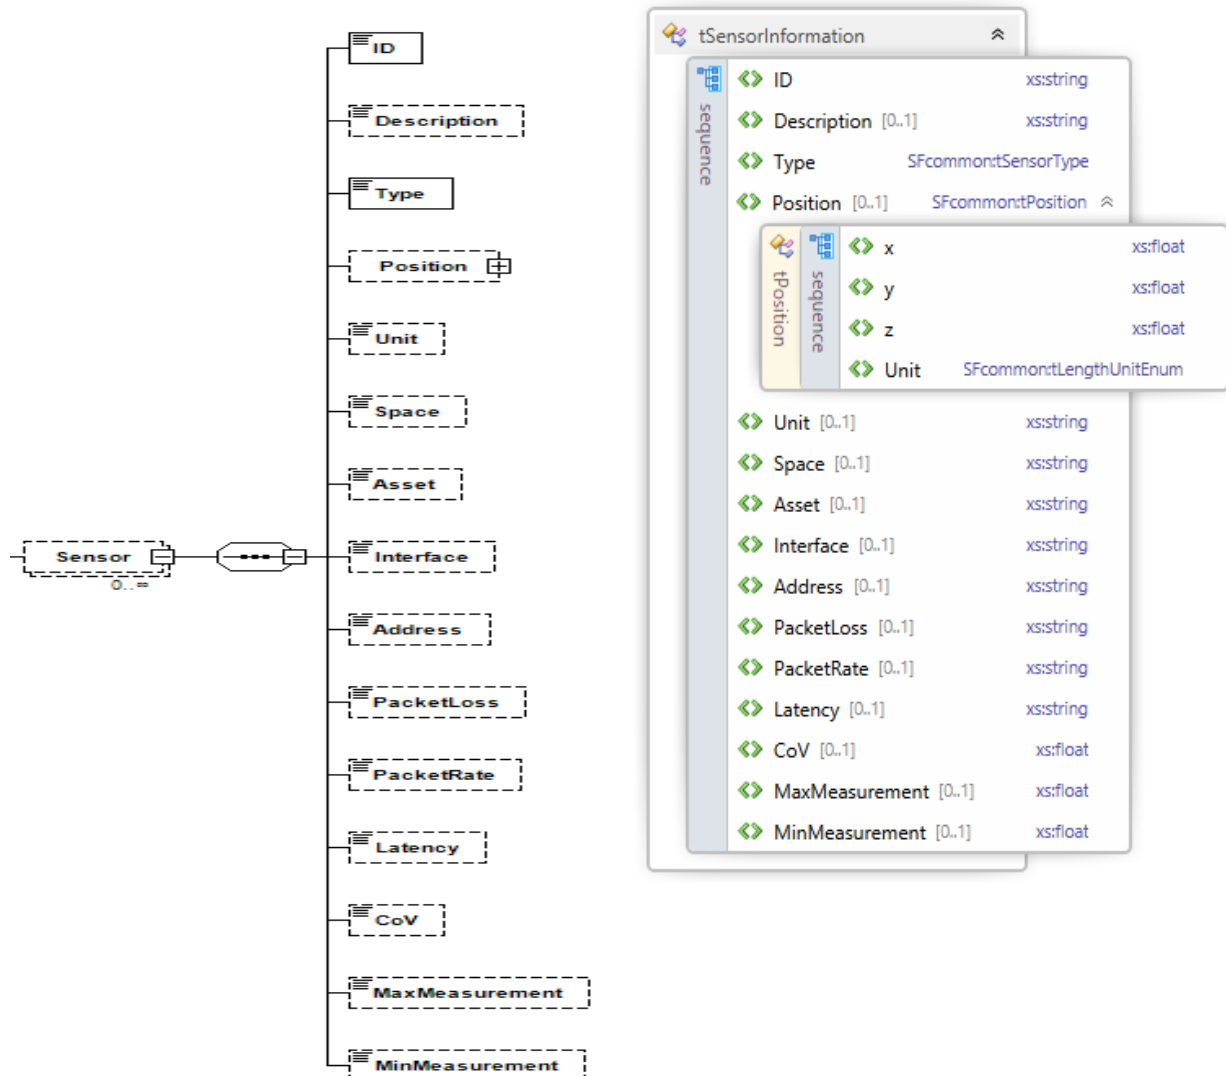 ID
Description
Type
Position
Unit
Space
Asset
Sensor
0..∞
Interface
Address
PacketLoss
PacketRate
Latency
CoV
MaxMeasurement
MinMeasurement
tSensorInformation
sequence
ID xs:string
Description [0..1] xs:string
Type SFcommon:tSensorType
Position [0..1] SFcommon:tPosition
tPosition
sequence
x xs:float
y xs:float
z xs:float
Unit SFcommon:tLengthUnitEnum
Unit [0..1] xs:string
Space [0..1] xs:string
Asset [0..1] xs:string
Interface [0..1] xs:string
Address [0..1] xs:string
PacketLoss [0..1] xs:string
PacketRate [0..1] xs:string
Latency [0..1] xs:string
CoV [0..1] xs:float
MaxMeasurement [0..1] xs:float
MinMeasurement [0..1] xs:float